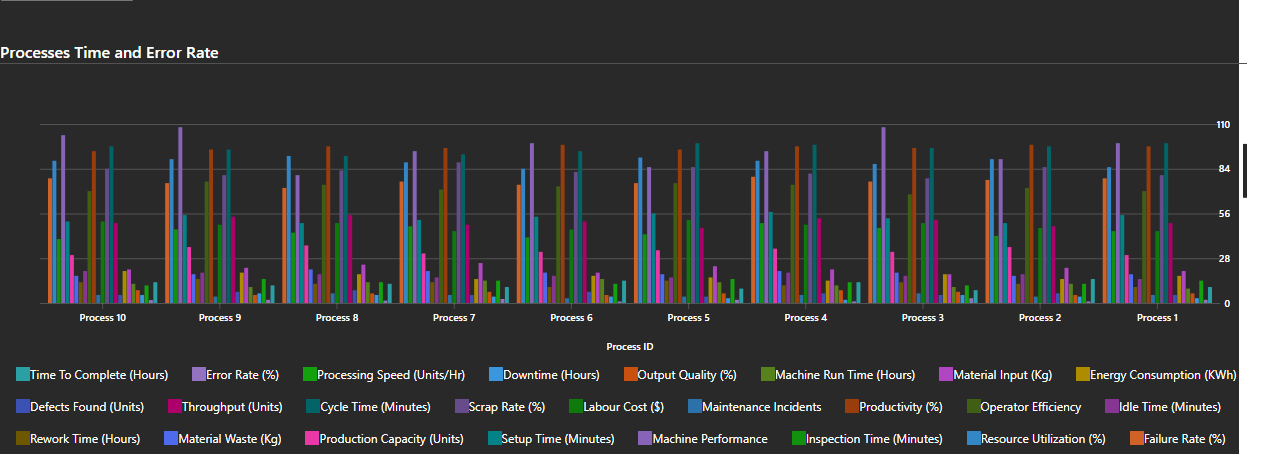 Processes Time and Error Rate
110
84
56
28
0
Process 10 Process 9 Process 8 Process 7 Process 6 Process 5 Process 4 Process 3 Process 2 Process 1
Process ID
Time To Complete (Hours) Error Rate (%) Processing Speed (Units/Hr) Downtime (Hours) Output Quality (%) Machine Run Time (Hours) Material Input (Kg) Energy Consumption (KWh)
Defects Found (Units) Throughput (Units) Cycle Time (Minutes) Scrap Rate (%) Labour Cost ($) Maintenance Incidents Productivity (%) Operator Efficiency Idle Time (Minutes)
Rework Time (Hours) Material Waste (Kg) Production Capacity (Units) Setup Time (Minutes) Machine Performance Inspection Time (Minutes) Resource Utilization (%) Failure Rate (%)